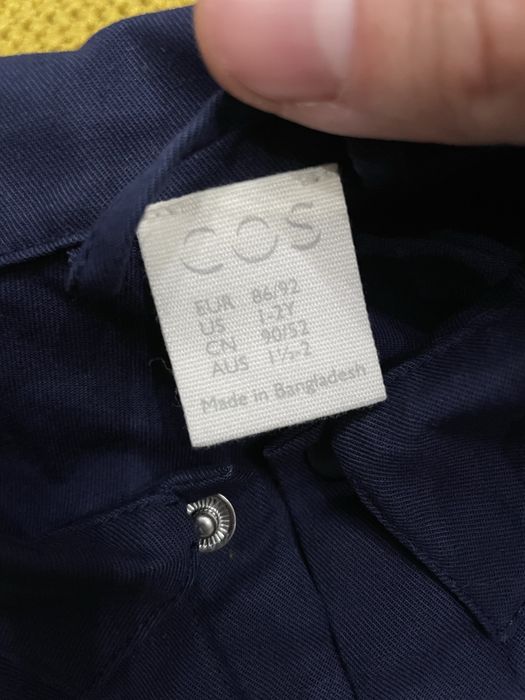 COS
EUR 86/92
US 1-2Y
CN 90/52
AUS 1½-2
Made in Bangladesh